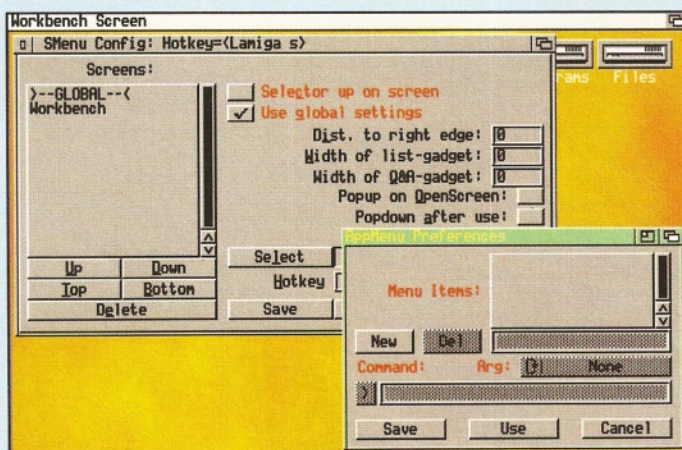 Workbench Screen
SMenu Config: Hotkey=<Lamiga s>
Screens:
>--GLOBAL--<
Workbench
Selector up on screen
Use global settings
Dist. to right edge: 0
Width of list-gadget: 0
Width of Q&A-gadget: 0
Popup on OpenScreen:
Popdown after use:
Up Down
Top Bottom
Delete
Select
Hotkey
Save
rams Files
AppMenu Preferences
Menu Items:
New Del
Command: Arg: None
Save Use Cancel